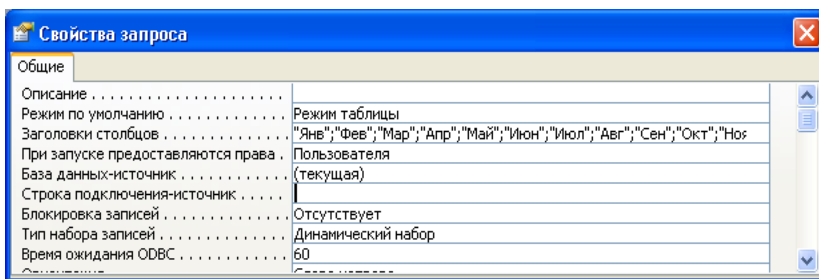 Свойства запроса
Общие
Описание . . . . . . . . . . . . . . . . . . . . . .
Режим по умолчанию . . . . . . . . . . . . . Режим таблицы
Заголовки столбцов . . . . . . . . . . . . . . "Янв";"Фев";"Мар";"Апр";"Май";"Июн";"Июл";"Авг";"Сен";"Окт";"Ноя
При запуске предоставляются права . Пользователя
База данных-источник . . . . . . . . . . . . (текущая)
Строка подключения-источник . . . . .
Блокировка записей . . . . . . . . . . . . . . Отсутствует
Тип набора записей . . . . . . . . . . . . . . Динамический набор
Время ожидания ODBC . . . . . . . . . . . . 60